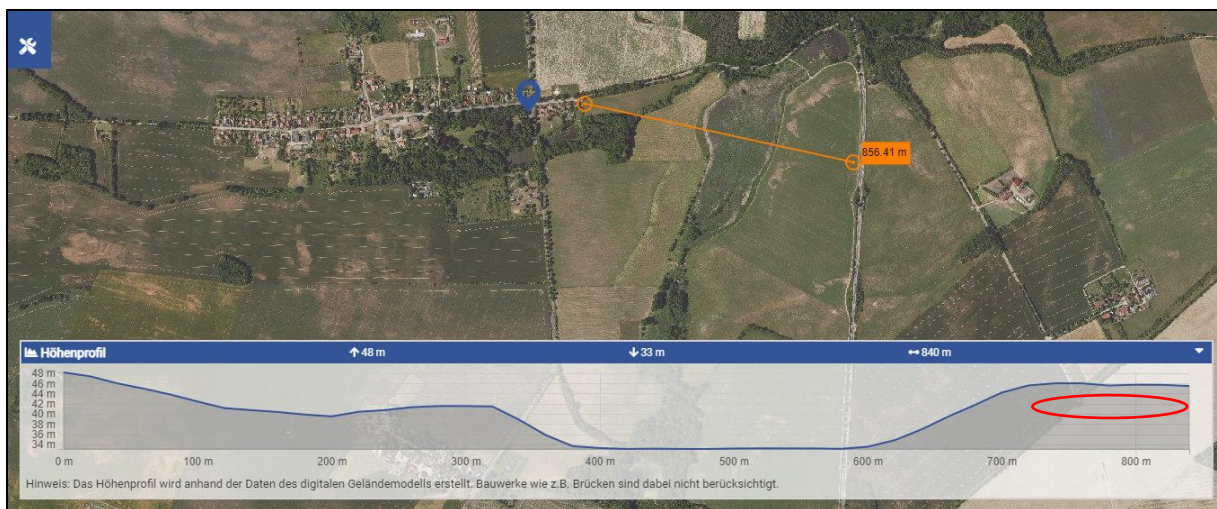 856.41 m
Höhenprofil ↑ 48 m ↓ 33 m ↔ 840 m
48 m
46 m
44 m
42 m
40 m
38 m
36 m
34 m
0 m 100 m 200 m 300 m 400 m 500 m 600 m 700 m 800 m
Hinweis: Das Höhenprofil wird anhand der Daten des digitalen Geländemodells erstellt. Bauwerke wie z.B. Brücken sind dabei nicht berücksichtigt.